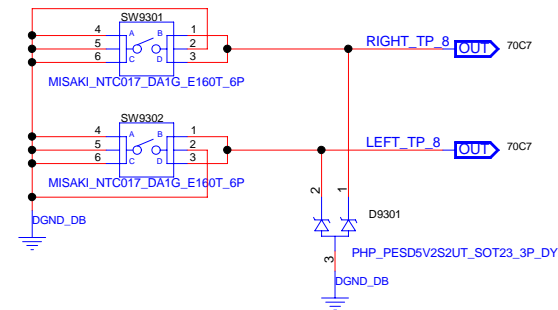 SW9301
4 A B 1
5 2
6 C D 3
MISAKI_NTC017_DA1G_E160T_6P
RIGHT_TP_8 OUT 70C7
SW9302
4 A B 1
5 2
6 C D 3
MISAKI_NTC017_DA1G_E160T_6P
LEFT_TP_8 OUT 70C7
2 1
D9301
DGND_DB
PHP_PESD5V2S2UT_SOT23_3P_DY
3
DGND_DB